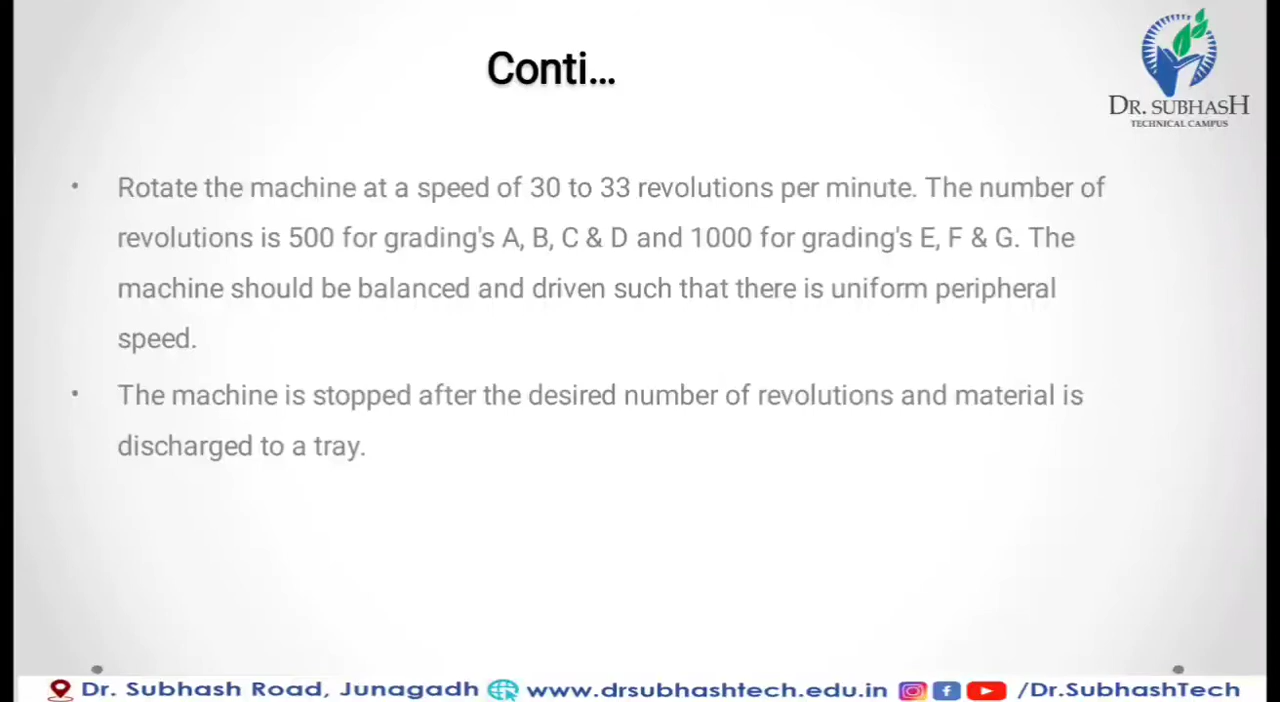 Conti...
DR. SUBHASH
TECHNICAL CAMPUS
• Rotate the machine at a speed of 30 to 33 revolutions per minute. The number of
revolutions is 500 for grading's A, B, C & D and 1000 for grading's E, F & G. The
machine should be balanced and driven such that there is uniform peripheral
speed.
• The machine is stopped after the desired number of revolutions and material is
discharged to a tray.
Dr. Subhash Road, Junagadh www.drsubhashtech.edu.in /Dr.SubhashTech